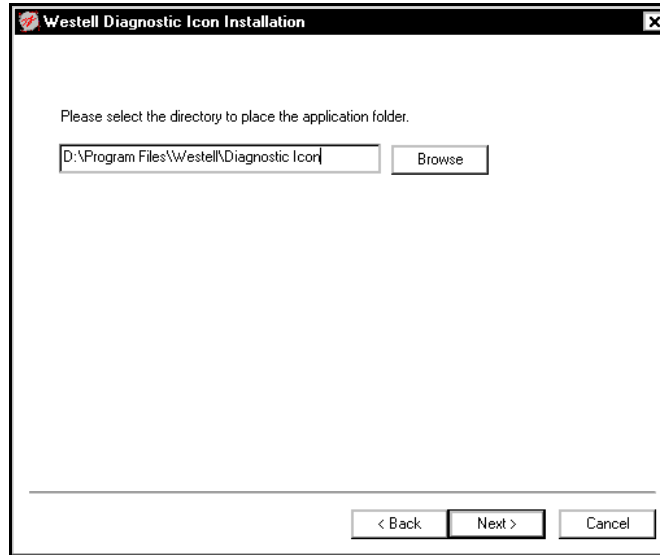 Westell Diagnostic Icon Installation
Please select the directory to place the application folder.
D:\Program Files\Westell\Diagnostic Icon
Browse
< Back
Next >
Cancel